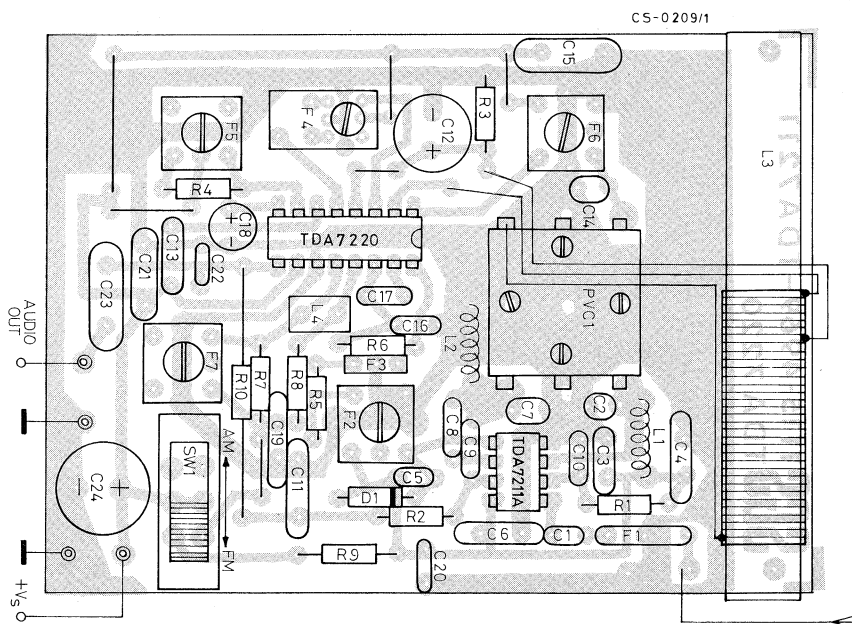 CS-0209/1
C15
F5
F4
C12
R3
F6
L3
R4
C14
C18
TDA7220
C13
C21
C22
C23
PVC1
C17
L4
C16
L2
AUDIO
OUT
R6
F3
F7
R10
R7
R8
R5
F2
C7
C2
L1
C4
C8
C9
C10
C3
TDA7211A
C19
C11
AM
SW1
FM
C24
C5
D1
R2
R1
C6
C1
F1
R9
C20
+Vs